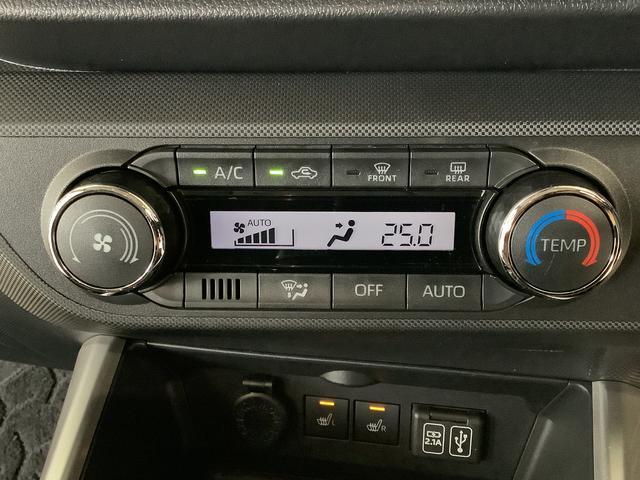 A/C
FRONT
REAR
AUTO
25.0
TEMP
OFF
AUTO
L
R
2.1A